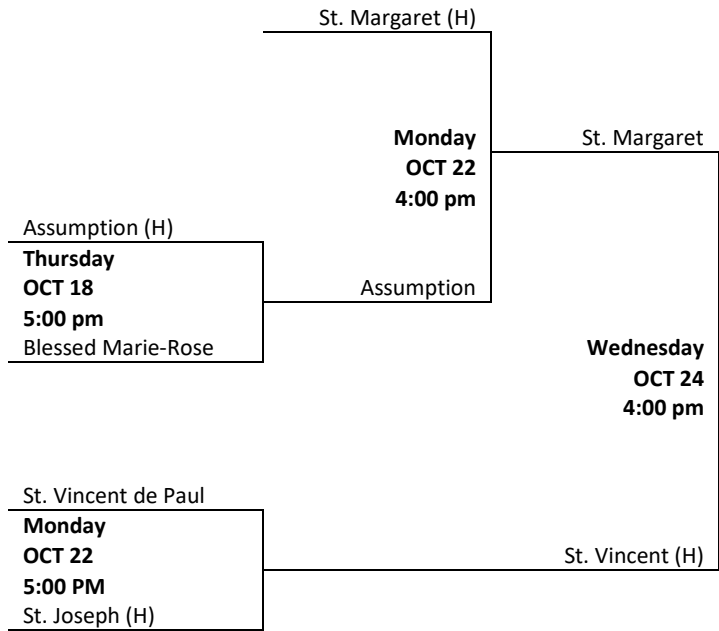 St. Margaret (H)
Monday
OCT 22
4:00 pm
St. Margaret
Assumption (H)
Thursday
OCT 18
5:00 pm
Blessed Marie-Rose
Assumption
Wednesday
OCT 24
4:00 pm
St. Vincent de Paul
Monday
OCT 22
5:00 PM
St. Joseph (H)
St. Vincent (H)